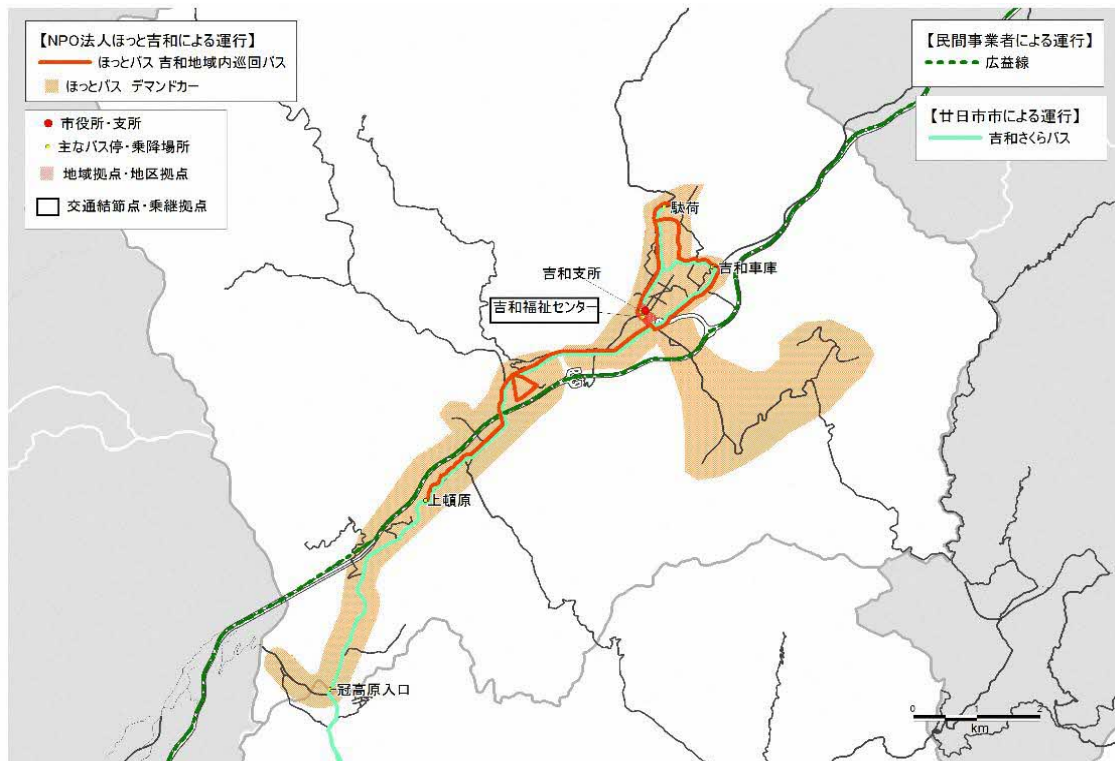 【NPO法人ほっと吉和による運行】
ほっとバス 吉和地域内巡回バス
ほっとバス デマンドカー
市役所・支所
主なバス停・乗降場所
地域拠点・地区拠点
交通結節点・乗継拠点
【民間事業者による運行】
広益線
【廿日市市による運行】
吉和さくらバス
駄荷
吉和車庫
吉和支所
吉和福祉センター
上頓原
冠高原入口
0 1 2
km